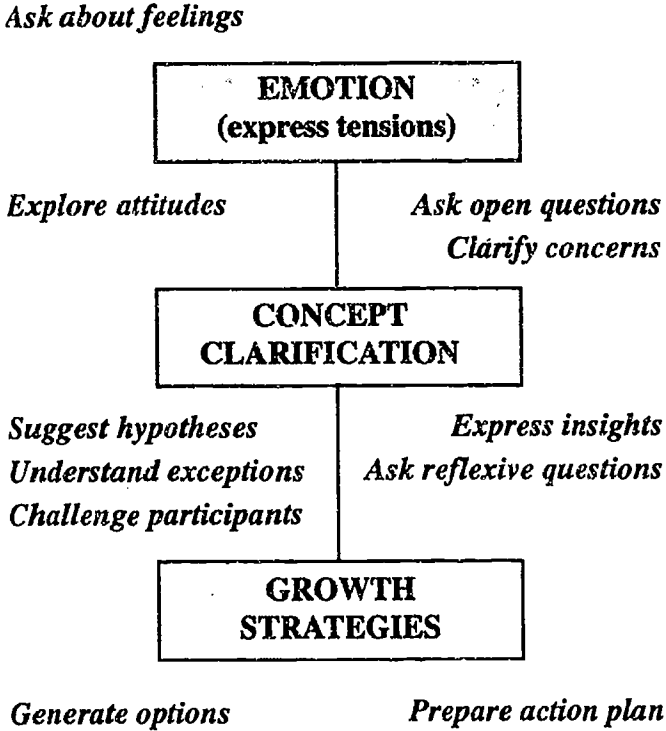 Ask about feelings
EMOTION
(express tensions)
Explore attitudes
Ask open questions
Clarify concerns
CONCEPT
CLARIFICATION
Suggest hypotheses
Understand exceptions
Challenge participants
Express insights
Ask reflexive questions
GROWTH
STRATEGIES
Generate options
Prepare action plan